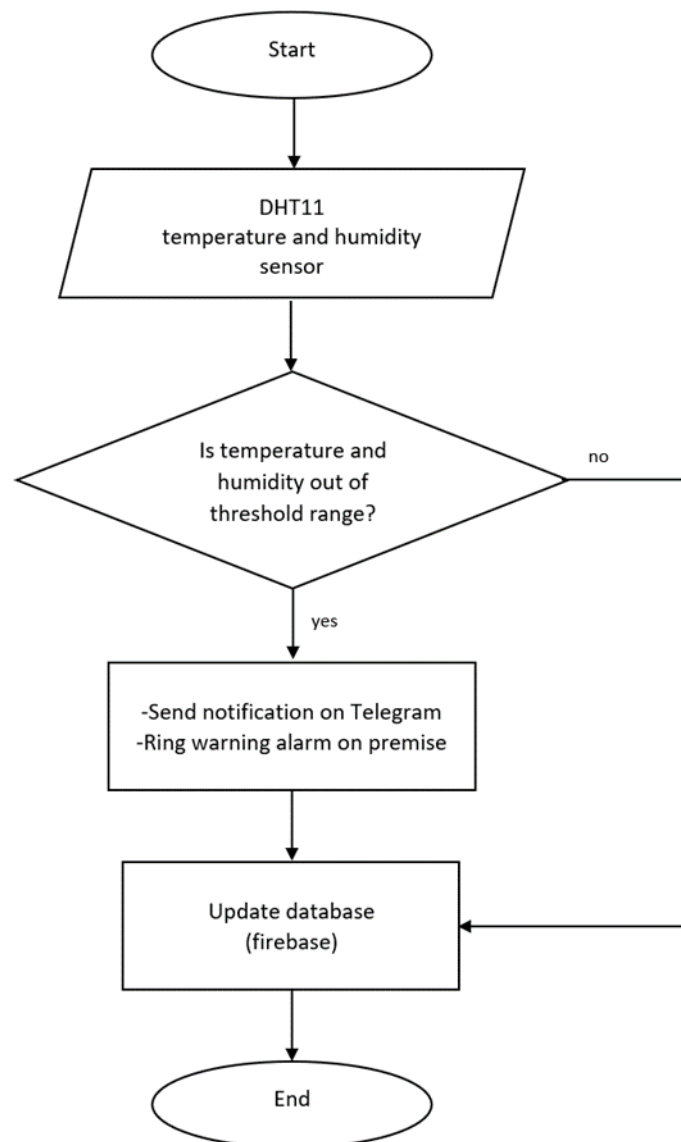 Start
DHT11
temperature and humidity
sensor
Is temperature and
humidity out of
threshold range?
no
yes
-Send notification on Telegram
-Ring warning alarm on premise
Update database
(firebase)
End